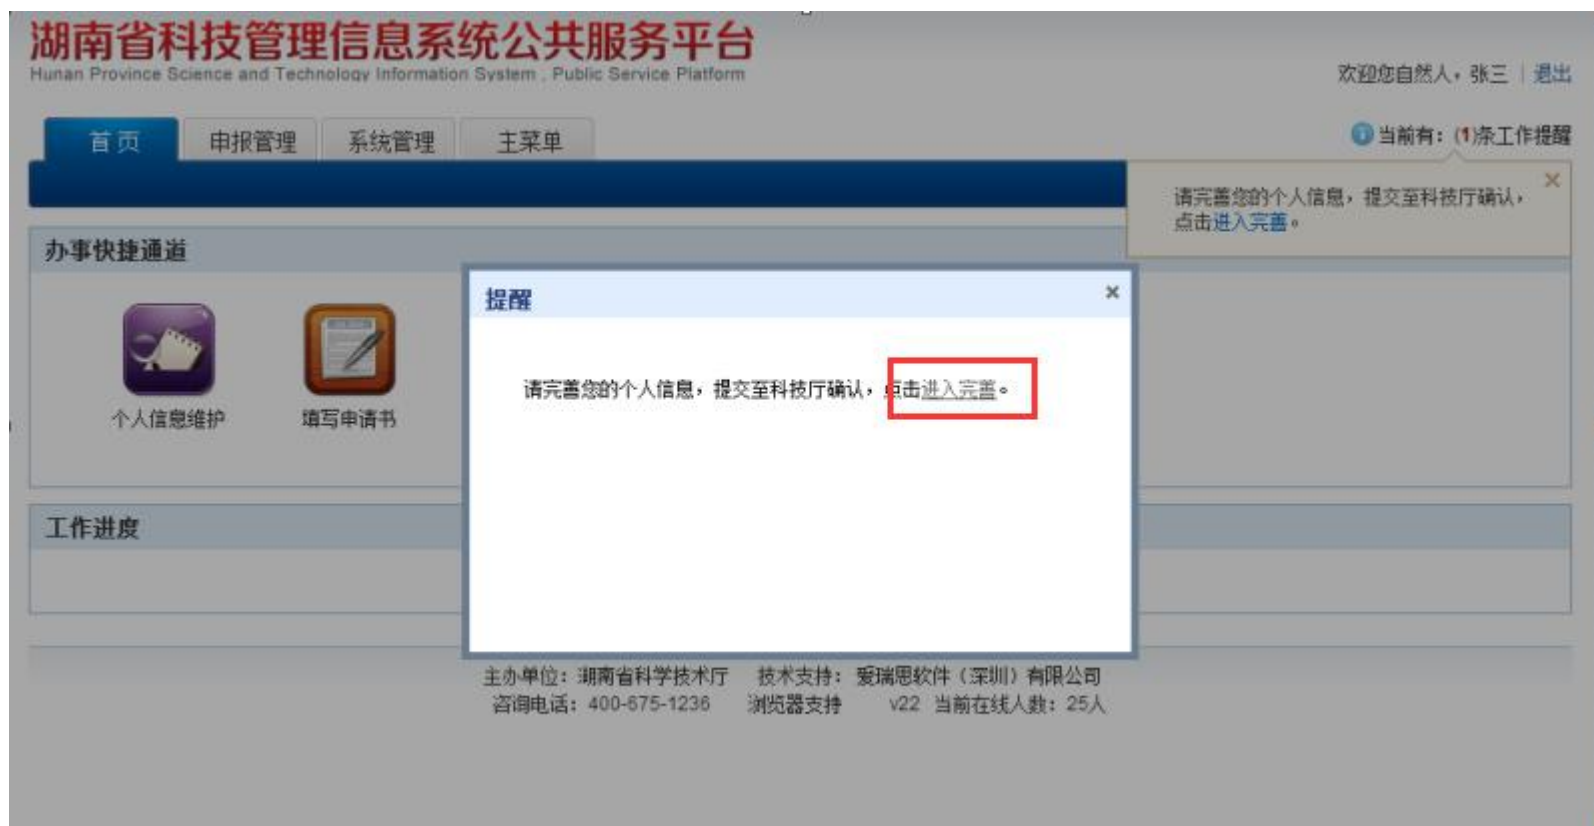 湖南省科技管理信息系统公共服务平台
Hunan Province Science and Technology Information System , Public Service Platform
欢迎您自然人，张三 | 退出
首页 申报管理 系统管理 主菜单
当前有：(1)条工作提醒
请完善您的个人信息，提交至科技厅确认，
点击进入完善。
办事快捷通道
提醒
请完善您的个人信息，提交至科技厅确认，点击进入完善。
个人信息维护 填写申请书
工作进度
主办单位：湖南省科学技术厅 技术支持：爱瑞思软件（深圳）有限公司
咨询电话：400-675-1236 浏览器支持 v22 当前在线人数：25人